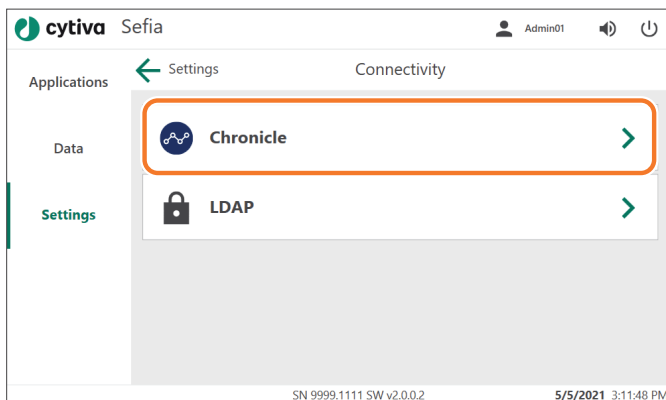 cytiva Sefia Admin01
Applications
Settings Connectivity
Chronicle
Data
LDAP
Settings
SN 9999.1111 SW v2.0.0.2 5/5/2021 3:11:48 PM